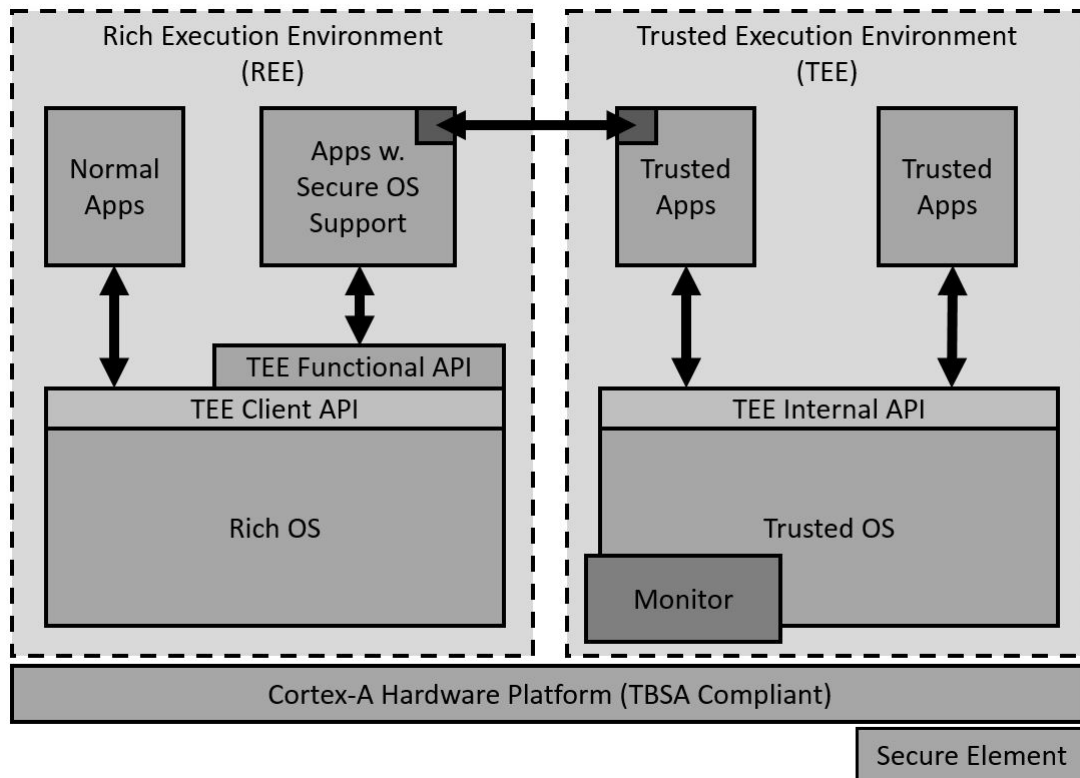 Rich Execution Environment
(REE)
Trusted Execution Environment
(TEE)
Normal
Apps
Apps w.
Secure OS
Support
Trusted
Apps
Trusted
Apps
TEE Functional API
TEE Client API
TEE Internal API
Rich OS
Trusted OS
Monitor
Cortex-A Hardware Platform (TBSA Compliant)
Secure Element